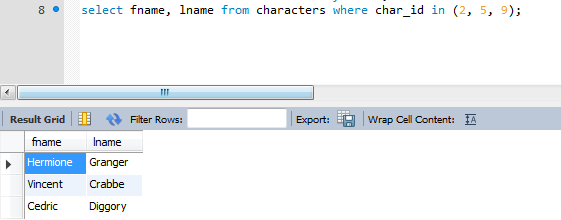 8 select fname, lname from characters where char_id in (2, 5, 9);
Result Grid Filter Rows: Export: Wrap Cell Content: IA
fname lname
Hermione Granger
Vincent Crabbe
Cedric Diggory